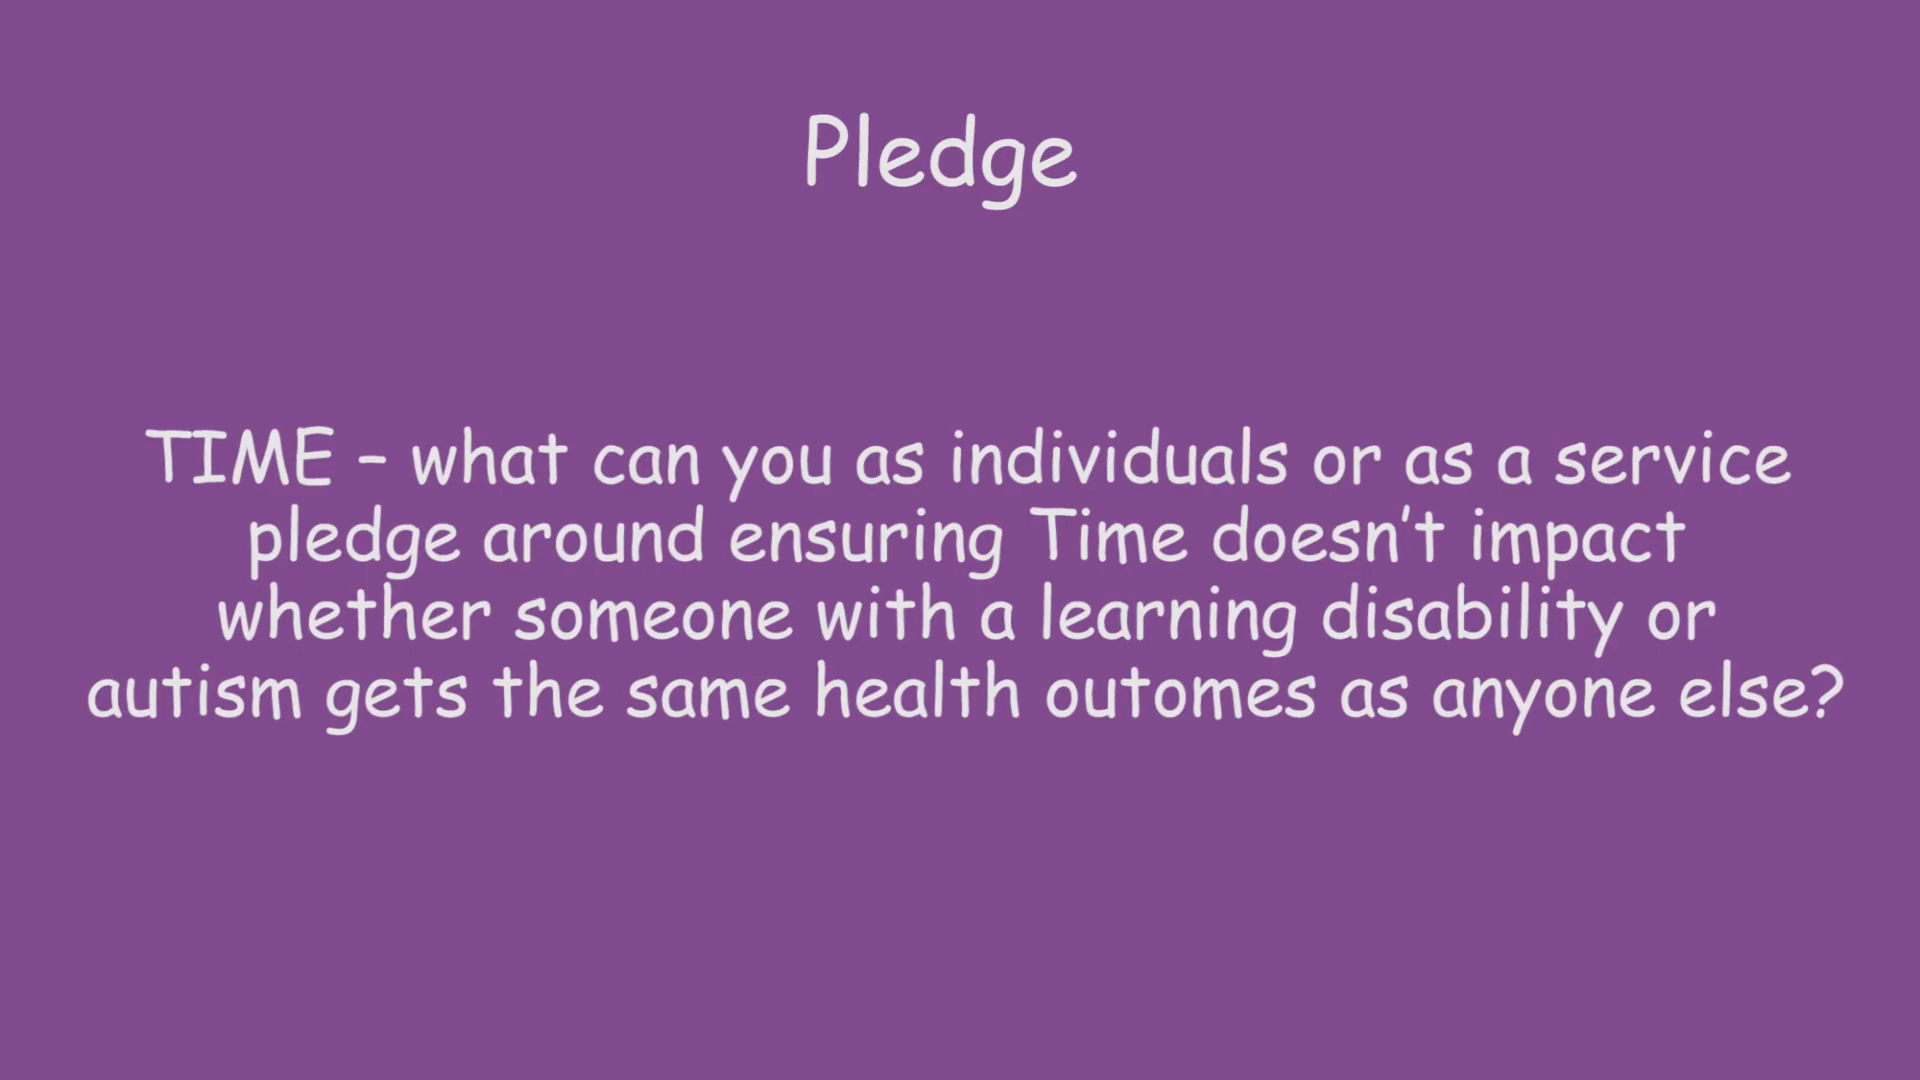 Pledge
TIME – what can you as individuals or as a service
pledge around ensuring Time doesn’t impact
whether someone with a learning disability or
autism gets the same health outomes as anyone else?